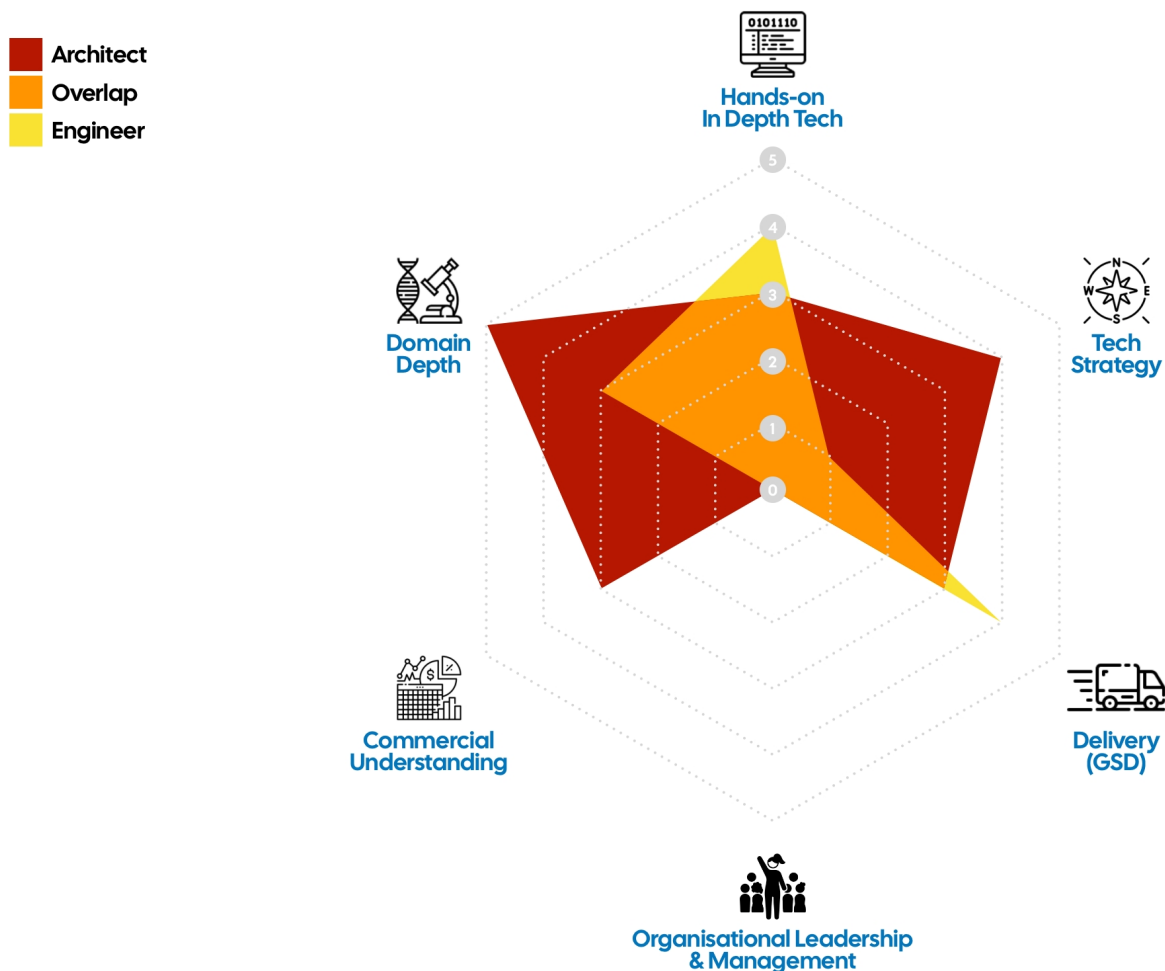 Architect
Overlap
Engineer
0101110
Hands-on
In Depth Tech
5
4
3
2
1
0
Domain
Depth
N
W
E
S
Tech
Strategy
$
%
Commercial
Understanding
Delivery
(GSD)
Organisational Leadership
& Management